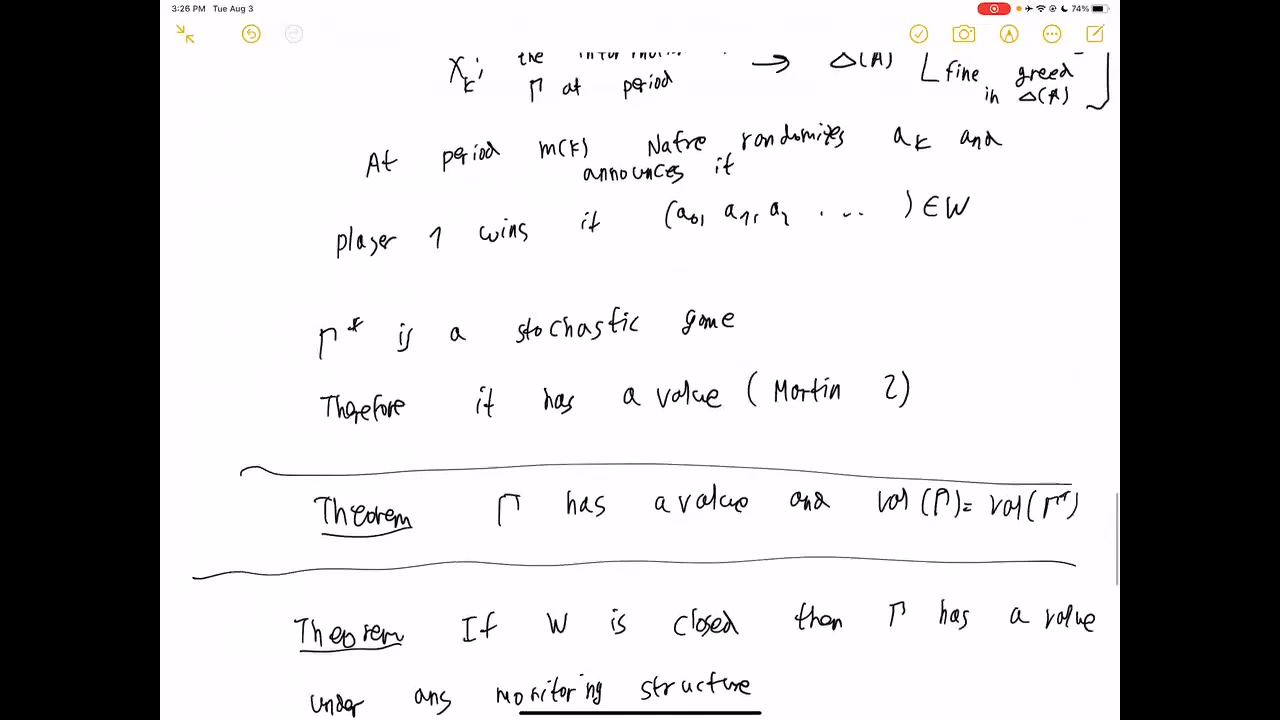 3:26 PM Tue Aug 3 74%
X_k: the → Δ(A) [fine greed
Γ at period in Δ(A)]
At period m(k) Natre randomizes a_k and
announces it
player 1 wins if (a_0, a_1, a_2 ....) ∈ W
Γ* is a stochastic game
Therefore it has a value (Martin 2)
Theorem Γ has a value and val(Γ) = val(Γ*)
Theorem If W is closed then Γ has a value
under any monitoring structure